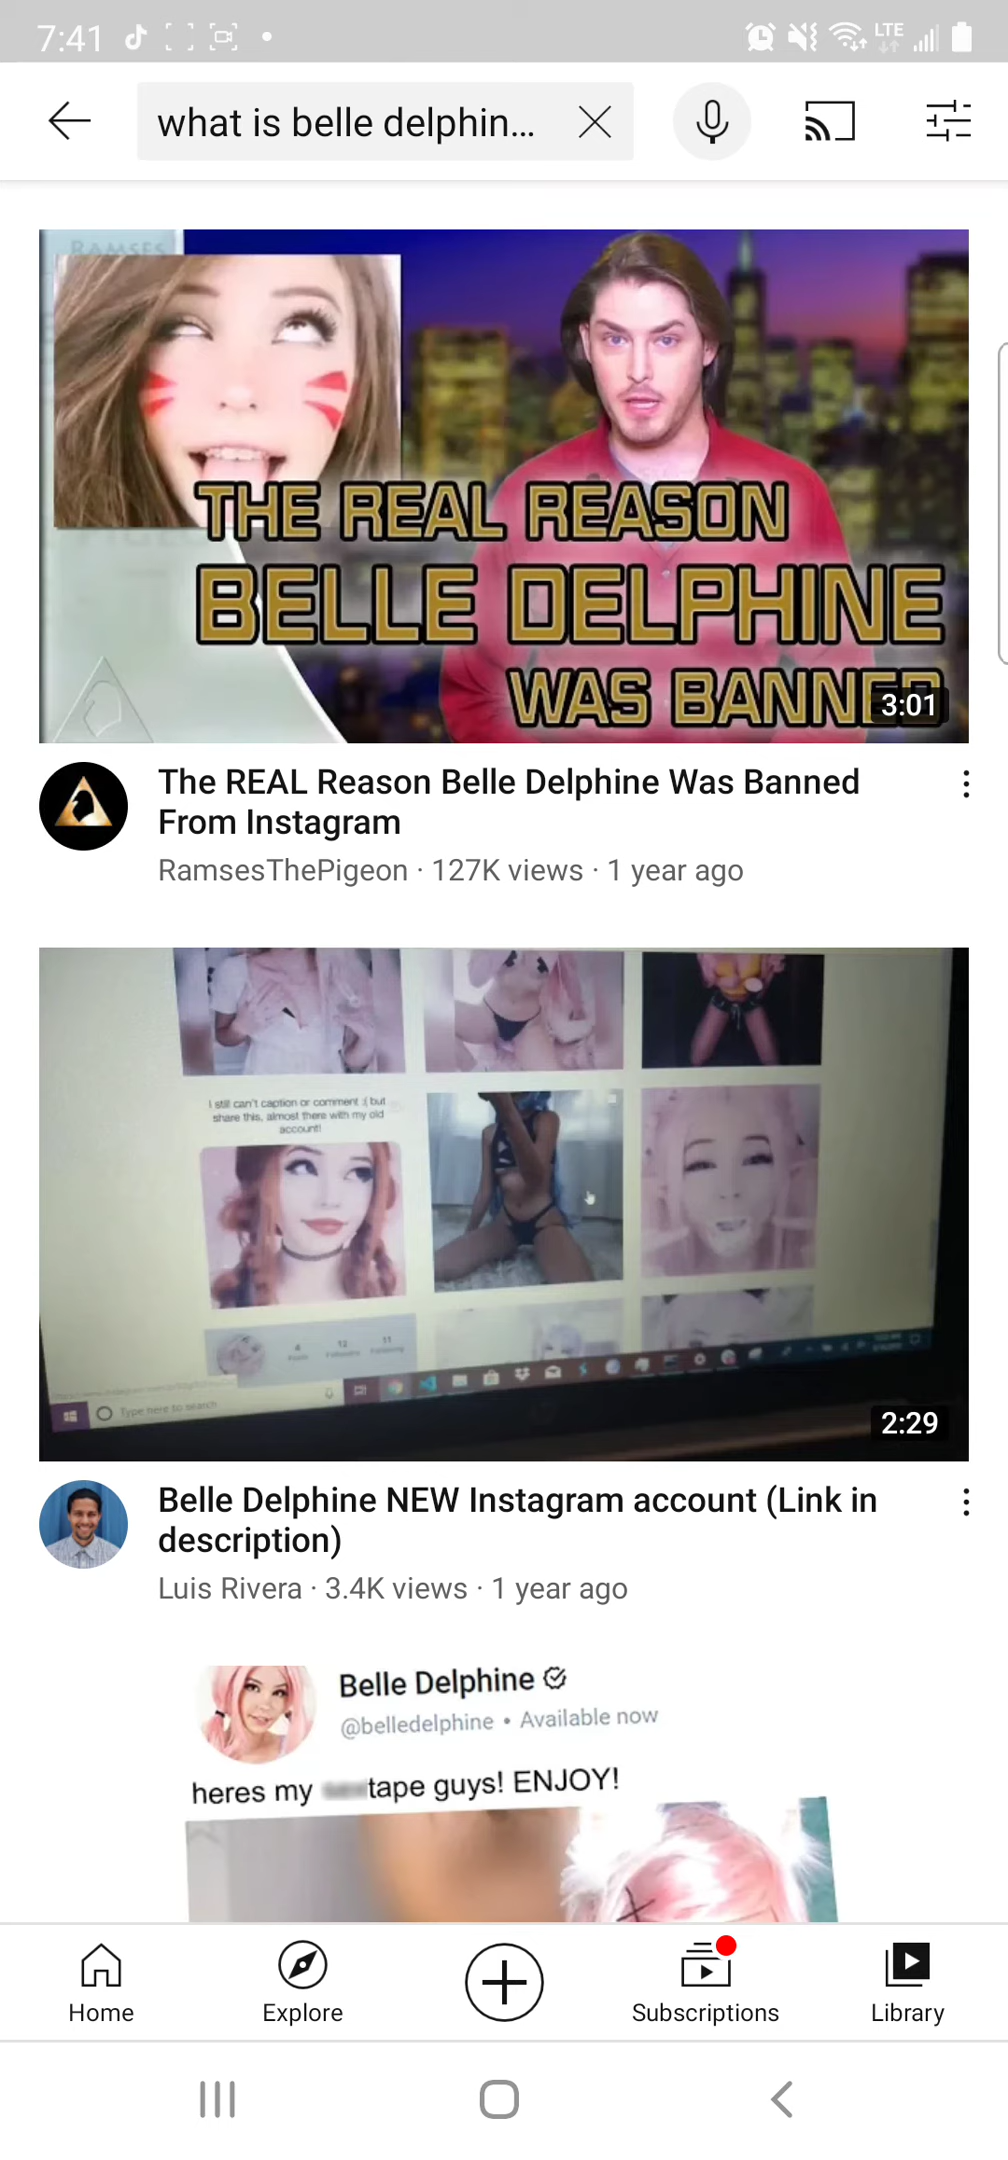 7:41
LTE
what is belle delphin...
RAMSES
THE REAL REASON
BELLE DELPHINE
WAS BANNED
3:01
The REAL Reason Belle Delphine Was Banned
From Instagram
RamsesThePigeon · 127K views · 1 year ago
I still can't caption or comment :( but
share this, almost there with my old
account!
Type here to search
2:29
Belle Delphine NEW Instagram account (Link in
description)
Luis Rivera · 3.4K views · 1 year ago
Belle Delphine
@belledelphine • Available now
heres my tape guys! ENJOY!
Home
Explore
Subscriptions
Library